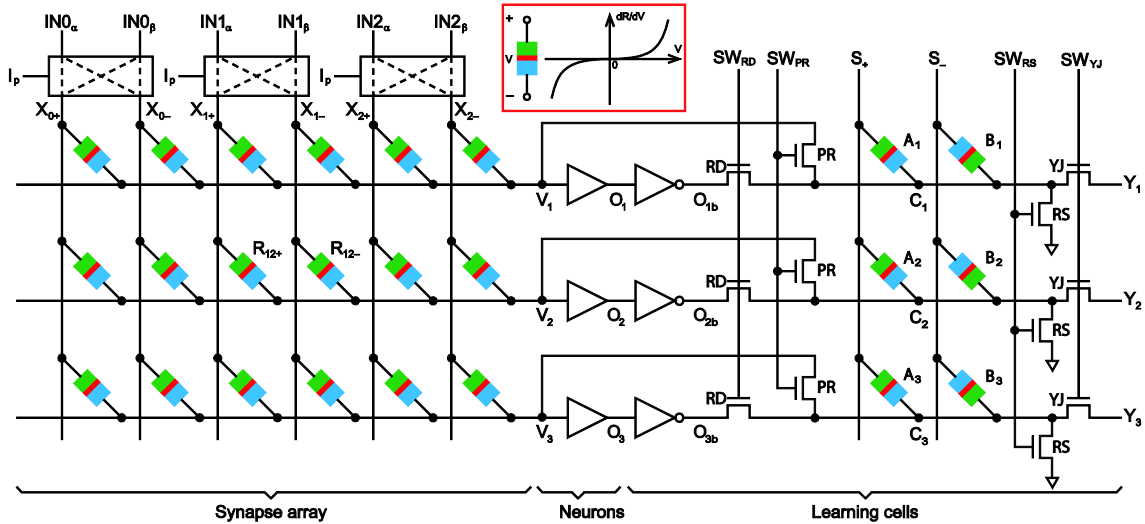 IN0α IN0β IN1α IN1β IN2α IN2β
+ V − dR/dV V 0
SWRD SWPR S+ S− SWRS SWYJ
Ip Ip Ip
X0+ X0− X1+ X1− X2+ X2−
RD PR A1 B1 YJ
V1 O1 O1b C1 RS Y1
R12+ R12− RD PR A2 B2 YJ
V2 O2 O2b C2 RS Y2
RD PR A3 B3 YJ
V3 O3 O3b C3 RS Y3
Synapse array Neurons Learning cells